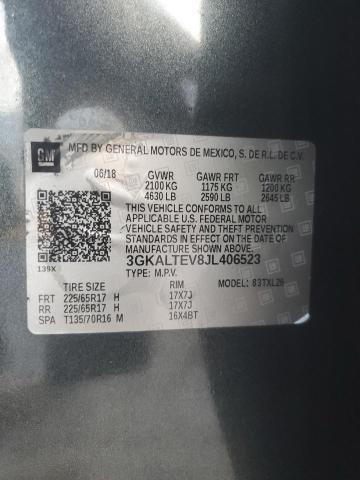 GM
MFD BY GENERAL MOTORS DE MEXICO, S. DE R.L. DE C.V.
06/18 GVWR GAWR FRT GAWR RR
2100 KG 1175 KG 1200 KG
4630 LB 2590 LB 2645 LB
THIS VEHICLE CONFORMS TO ALL
APPLICABLE U.S. FEDERAL MOTOR
VEHICLE SAFETY AND THEFT PREVENTION
STANDARDS IN EFFECT ON THE DATE OF
MANUFACTURE SHOWN ABOVE.
139X 3GKALTEV8JL406523
TYPE: M.P.V. MODEL: 83TXL26
TIRE SIZE RIM
FRT 225/65R17 H 17X7J
RR 225/65R17 H 17X7J
SPA T135/70R16 M 16X4BT